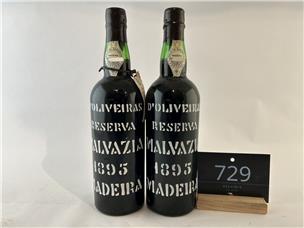 D'OLIVEIRAS
RESERVA
MALVAZIA
1895
MADEIRA
D'OLIVEIRAS
RESERVA
MALVAZIA
1895
MADEIRA
729